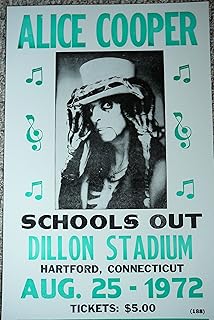 ALICE COOPER
SCHOOLS OUT
DILLON STADIUM
HARTFORD, CONNECTICUT
AUG. 25 - 1972
TICKETS: $5.00
(188)